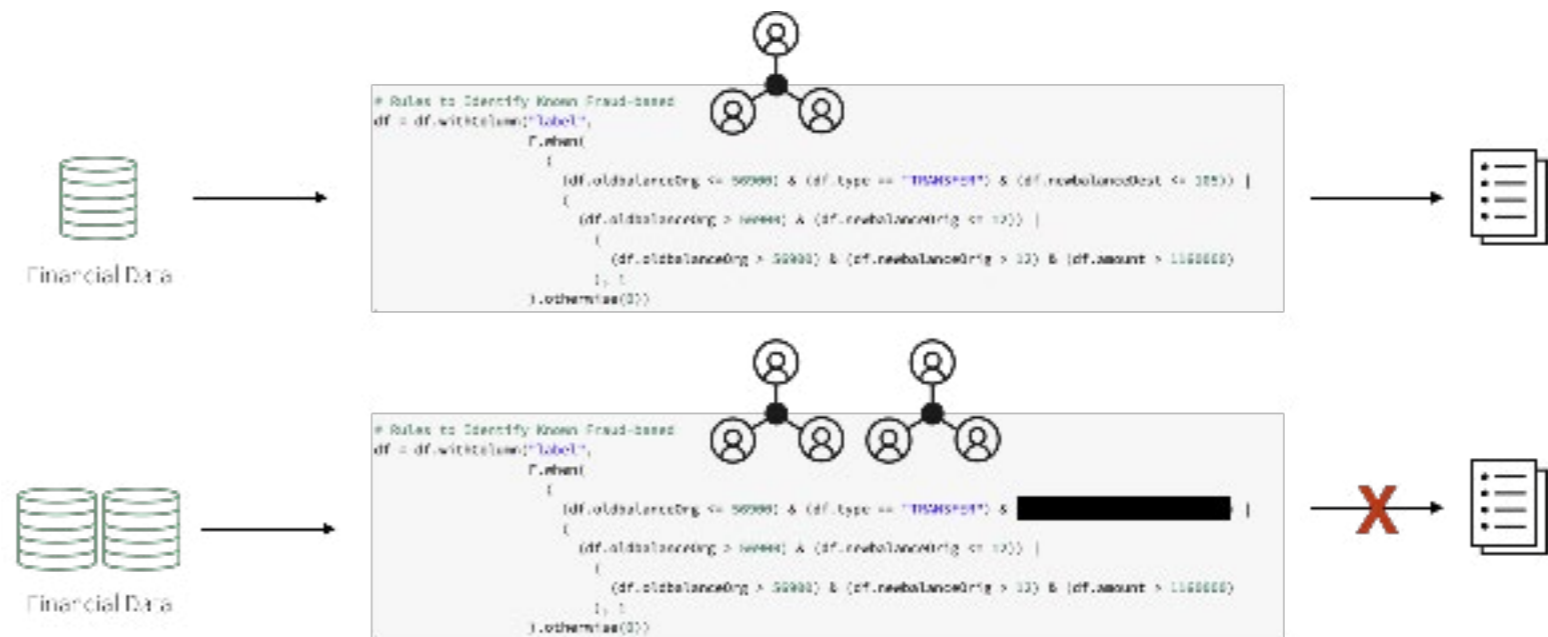 # Rules to Identify Known Fraud-based
df = df.withColumn("label",
F.when(
(
(df.oldbalanceOrg <= 56900) & (df.type == "TRANSFER") & (df.newbalanceDest <= 105)) |
(
(df.oldbalanceOrg > 56900) & (df.newbalanceOrig <= 12)) |
(
(df.oldbalanceOrg > 56900) & (df.newbalanceOrig > 12) & (df.amount > 1160000)
), 1
).otherwise(0))
Financial Data
# Rules to Identify Known Fraud-based
df = df.withColumn("label",
F.when(
(
(df.oldbalanceOrg <= 56900) & (df.type == "TRANSFER") & |
(
(df.oldbalanceOrg > 56900) & (df.newbalanceOrig <= 12)) |
(
(df.oldbalanceOrg > 56900) & (df.newbalanceOrig > 12) & (df.amount > 1160000)
), 1
).otherwise(0))
X
Financial Data